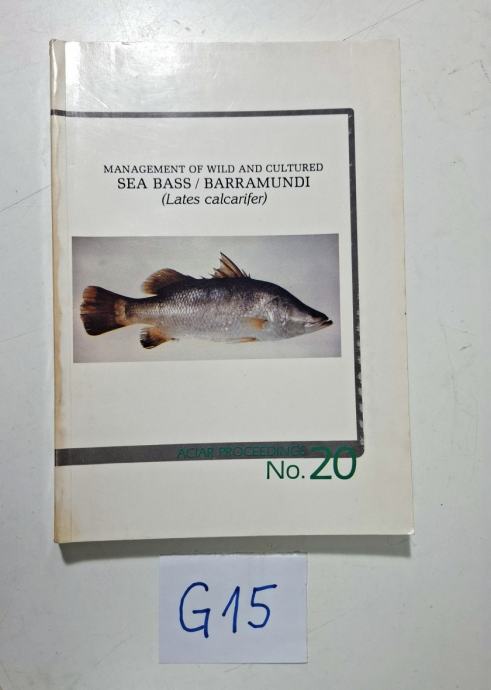 MANAGEMENT OF WILD AND CULTURED
SEA BASS / BARRAMUNDI
(Lates calcarifer)
ACIAR PROCEEDINGS
No. 20
G15